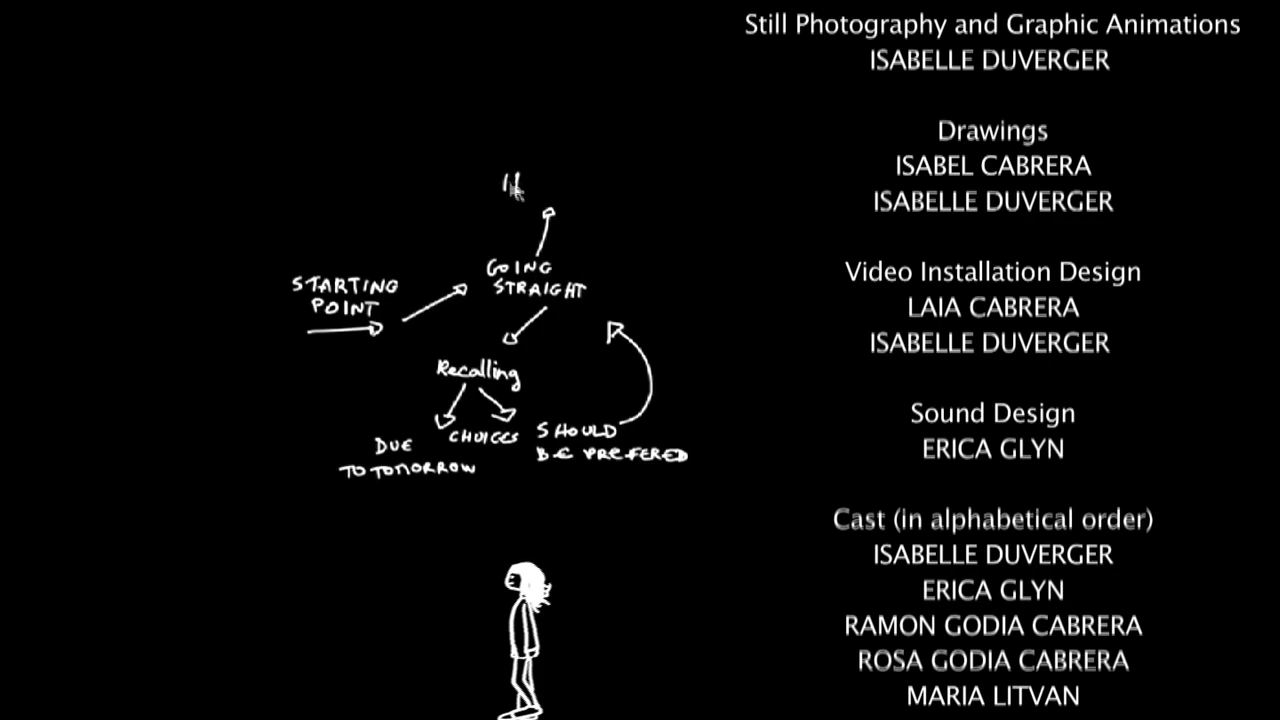 Still Photography and Graphic Animations
ISABELLE DUVERGER
Drawings
ISABEL CABRERA
ISABELLE DUVERGER
Video Installation Design
LAIA CABRERA
ISABELLE DUVERGER
Sound Design
ERICA GLYN
Cast (in alphabetical order)
ISABELLE DUVERGER
ERICA GLYN
RAMON GODIA CABRERA
ROSA GODIA CABRERA
MARIA LITVAN
STARTING
POINT
GOING
STRAIGHT
Recalling
DUE
TO TOMORROW
CHOICES
SHOULD
BE PREFERED